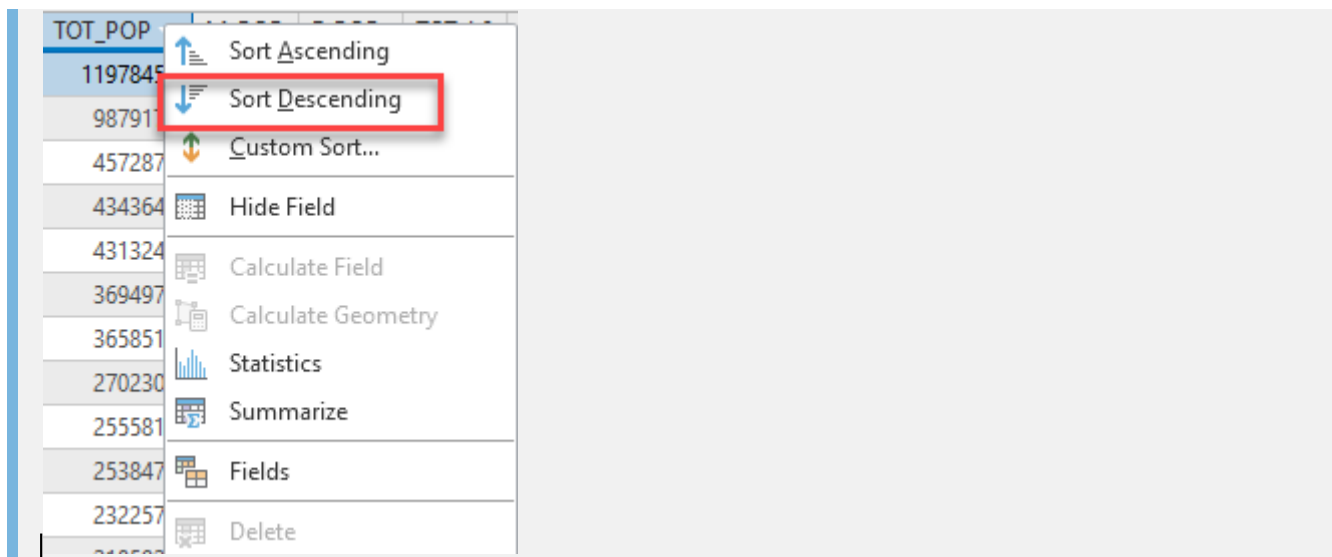 TOT_POP
1197845
98791
457287
434364
431324
369497
365851
270230
255581
253847
232257
Sort Ascending
Sort Descending
Custom Sort...
Hide Field
Calculate Field
Calculate Geometry
Statistics
Summarize
Fields
Delete